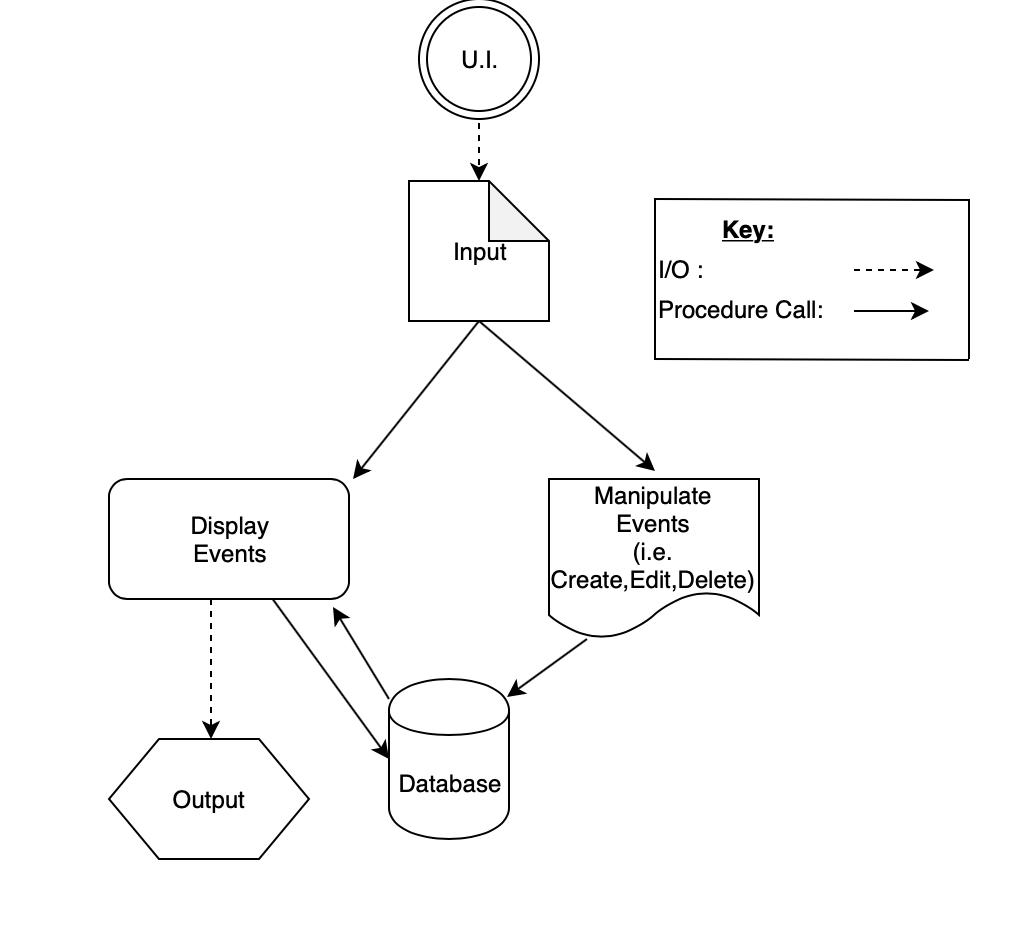 U.I.
Input
Key:
I/O :
Procedure Call:
Display
Events
Manipulate
Events
(i.e.
Create,Edit,Delete)
Database
Output